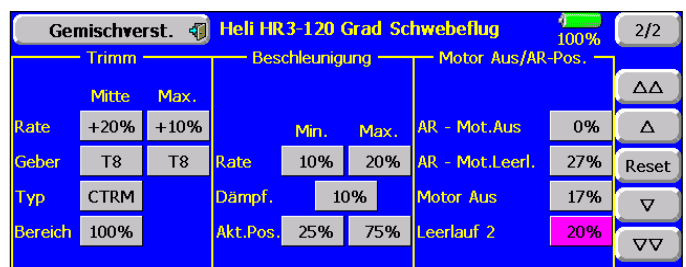 Gemischverst. Heli HR3-120 Grad Schwebeflug 100% 2/2
Trimm Beschleunigung Motor Aus/AR-Pos.
Mitte Max.
Rate +20% +10% Min. Max. AR - Mot.Aus 0%
Geber T8 T8 Rate 10% 20% AR - Mot.Leerl. 27% Reset
Typ CTRM Dämpf. 10% Motor Aus 17%
Bereich 100% Akt.Pos. 25% 75% Leerlauf 2 20%